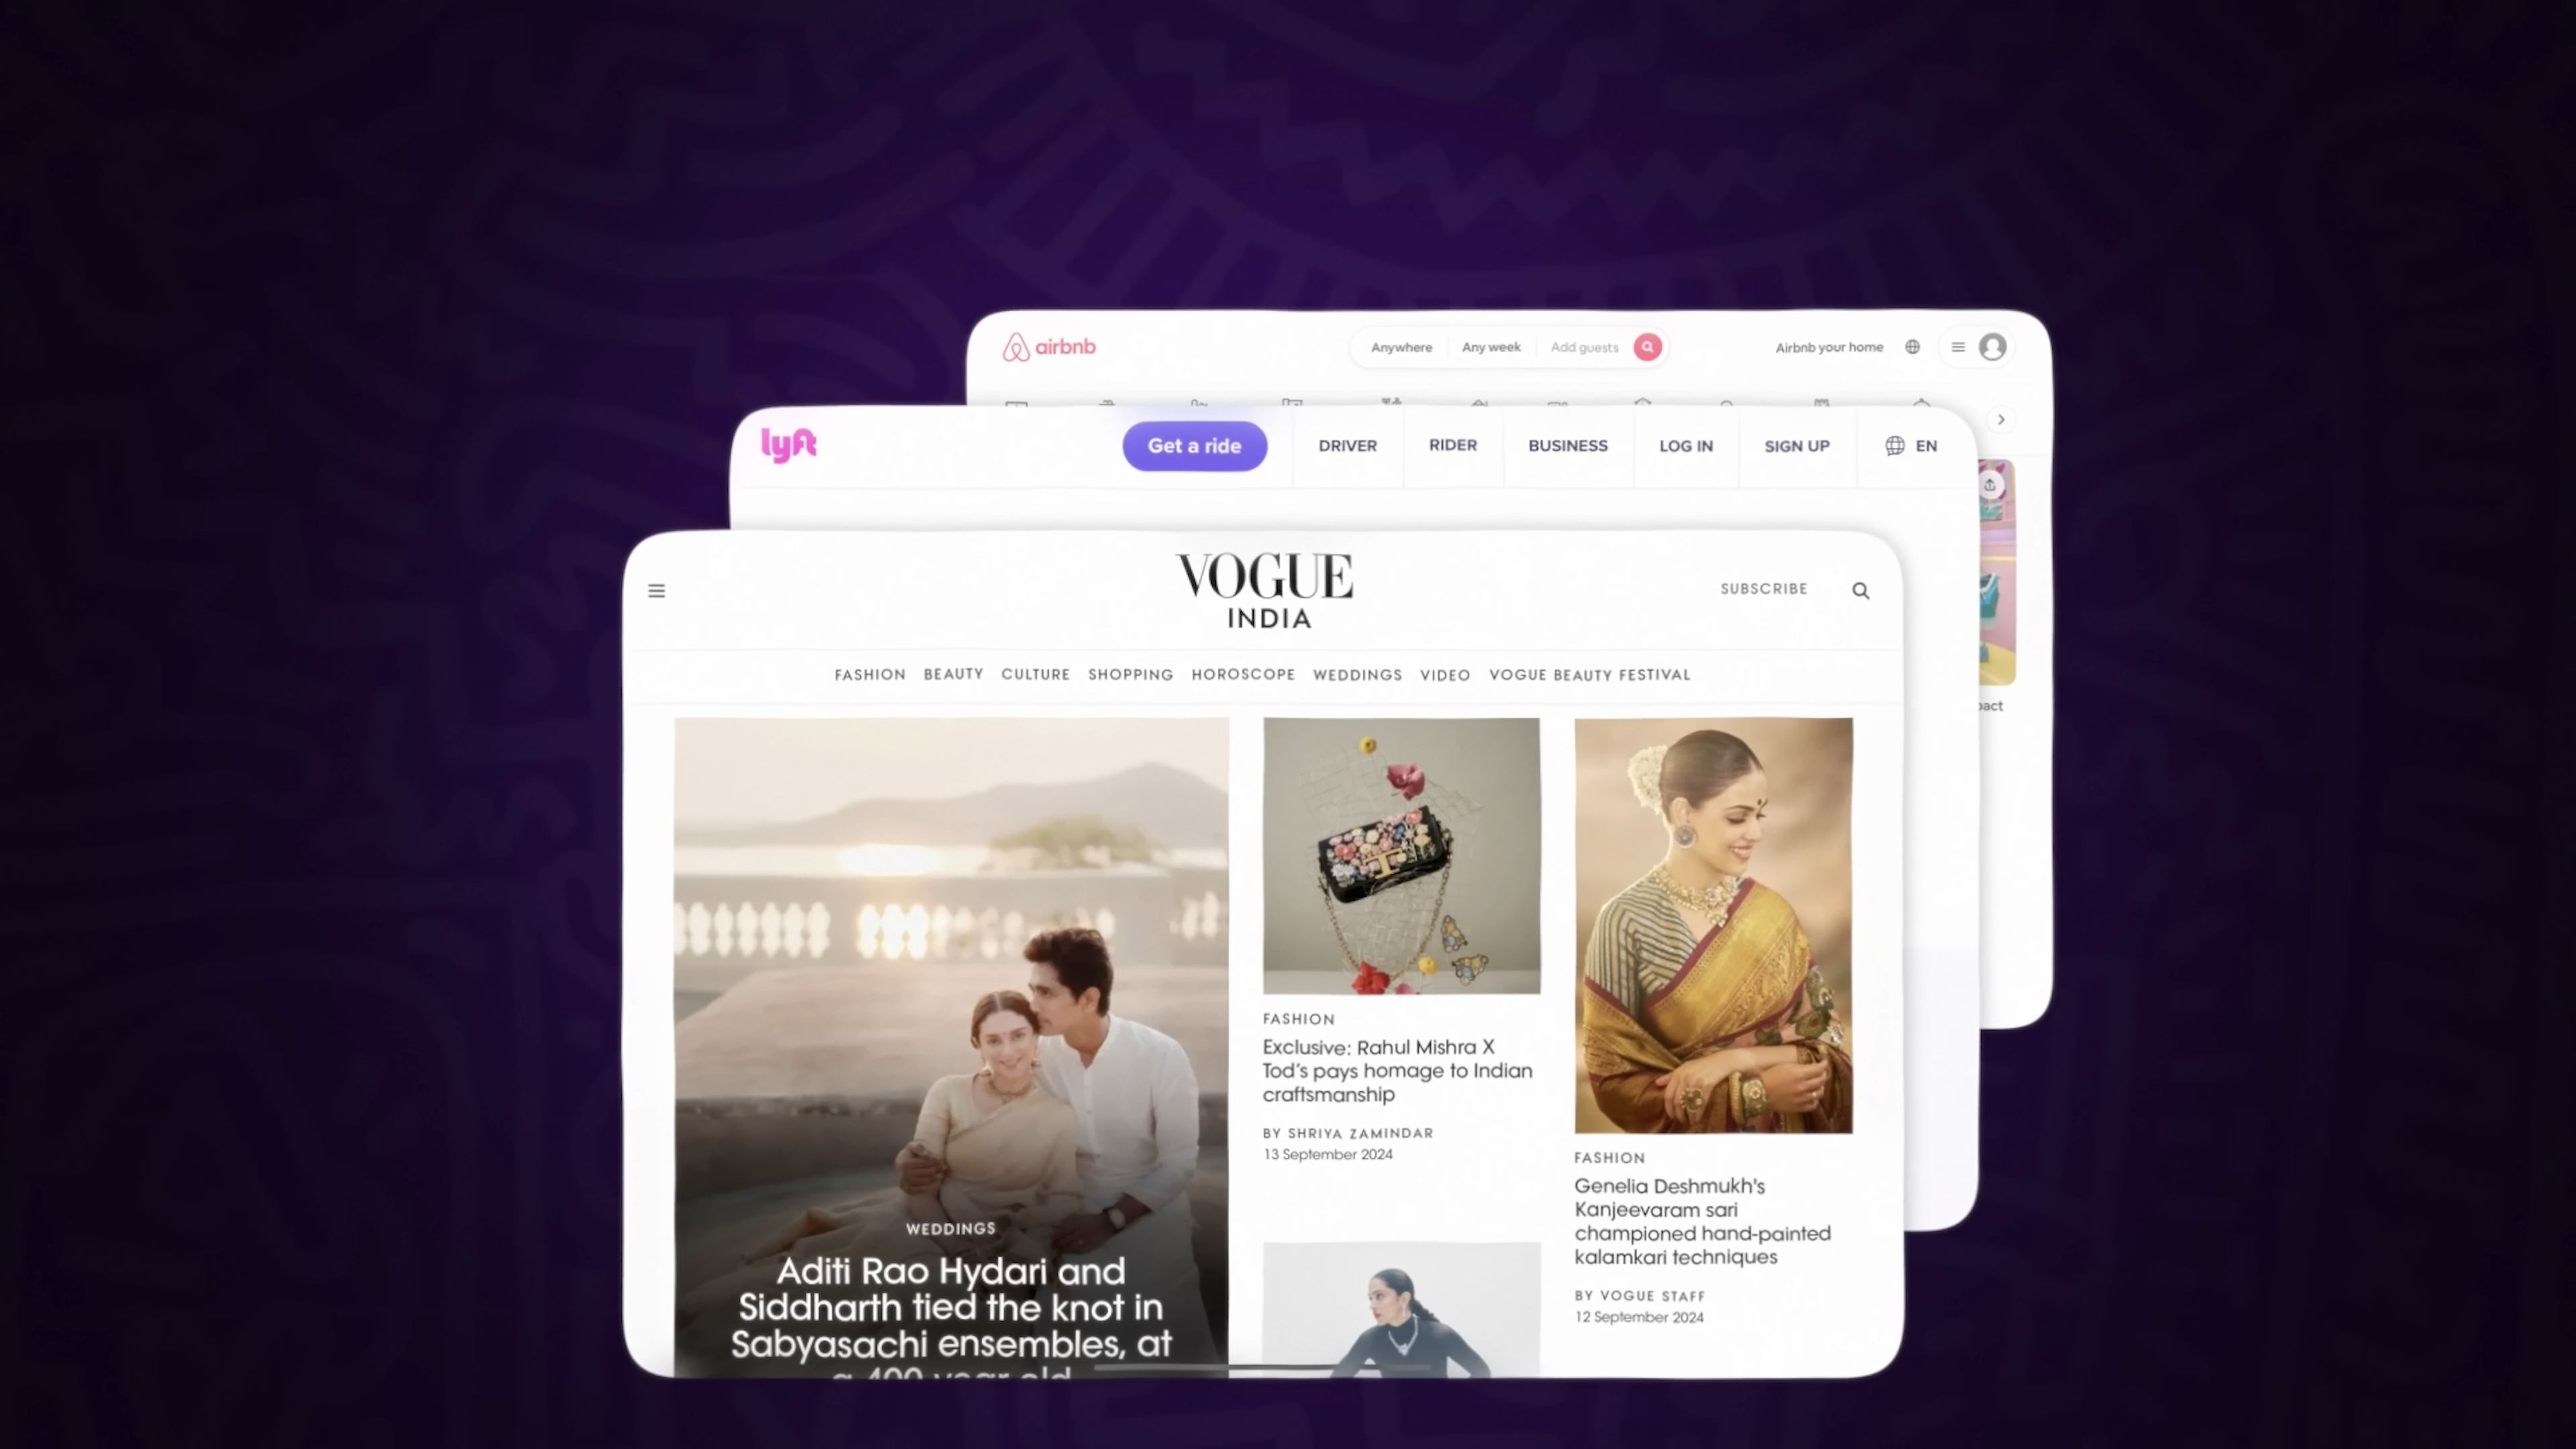 airbnb
Anywhere Any week Add guests
Airbnb your home
lyft
Get a ride DRIVER RIDER BUSINESS LOG IN SIGN UP EN
VOGUE
INDIA
SUBSCRIBE
FASHION BEAUTY CULTURE SHOPPING HOROSCOPE WEDDINGS VIDEO VOGUE BEAUTY FESTIVAL
WEDDINGS
Aditi Rao Hydari and
Siddharth tied the knot in
Sabyasachi ensembles, at
a 400 year old
FASHION
Exclusive: Rahul Mishra X
Tod's pays homage to Indian
craftsmanship
BY SHRIYA ZAMINDAR
13 September 2024
FASHION
Genelia Deshmukh's
Kanjeevaram sari
championed hand-painted
kalamkari techniques
BY VOGUE STAFF
12 September 2024